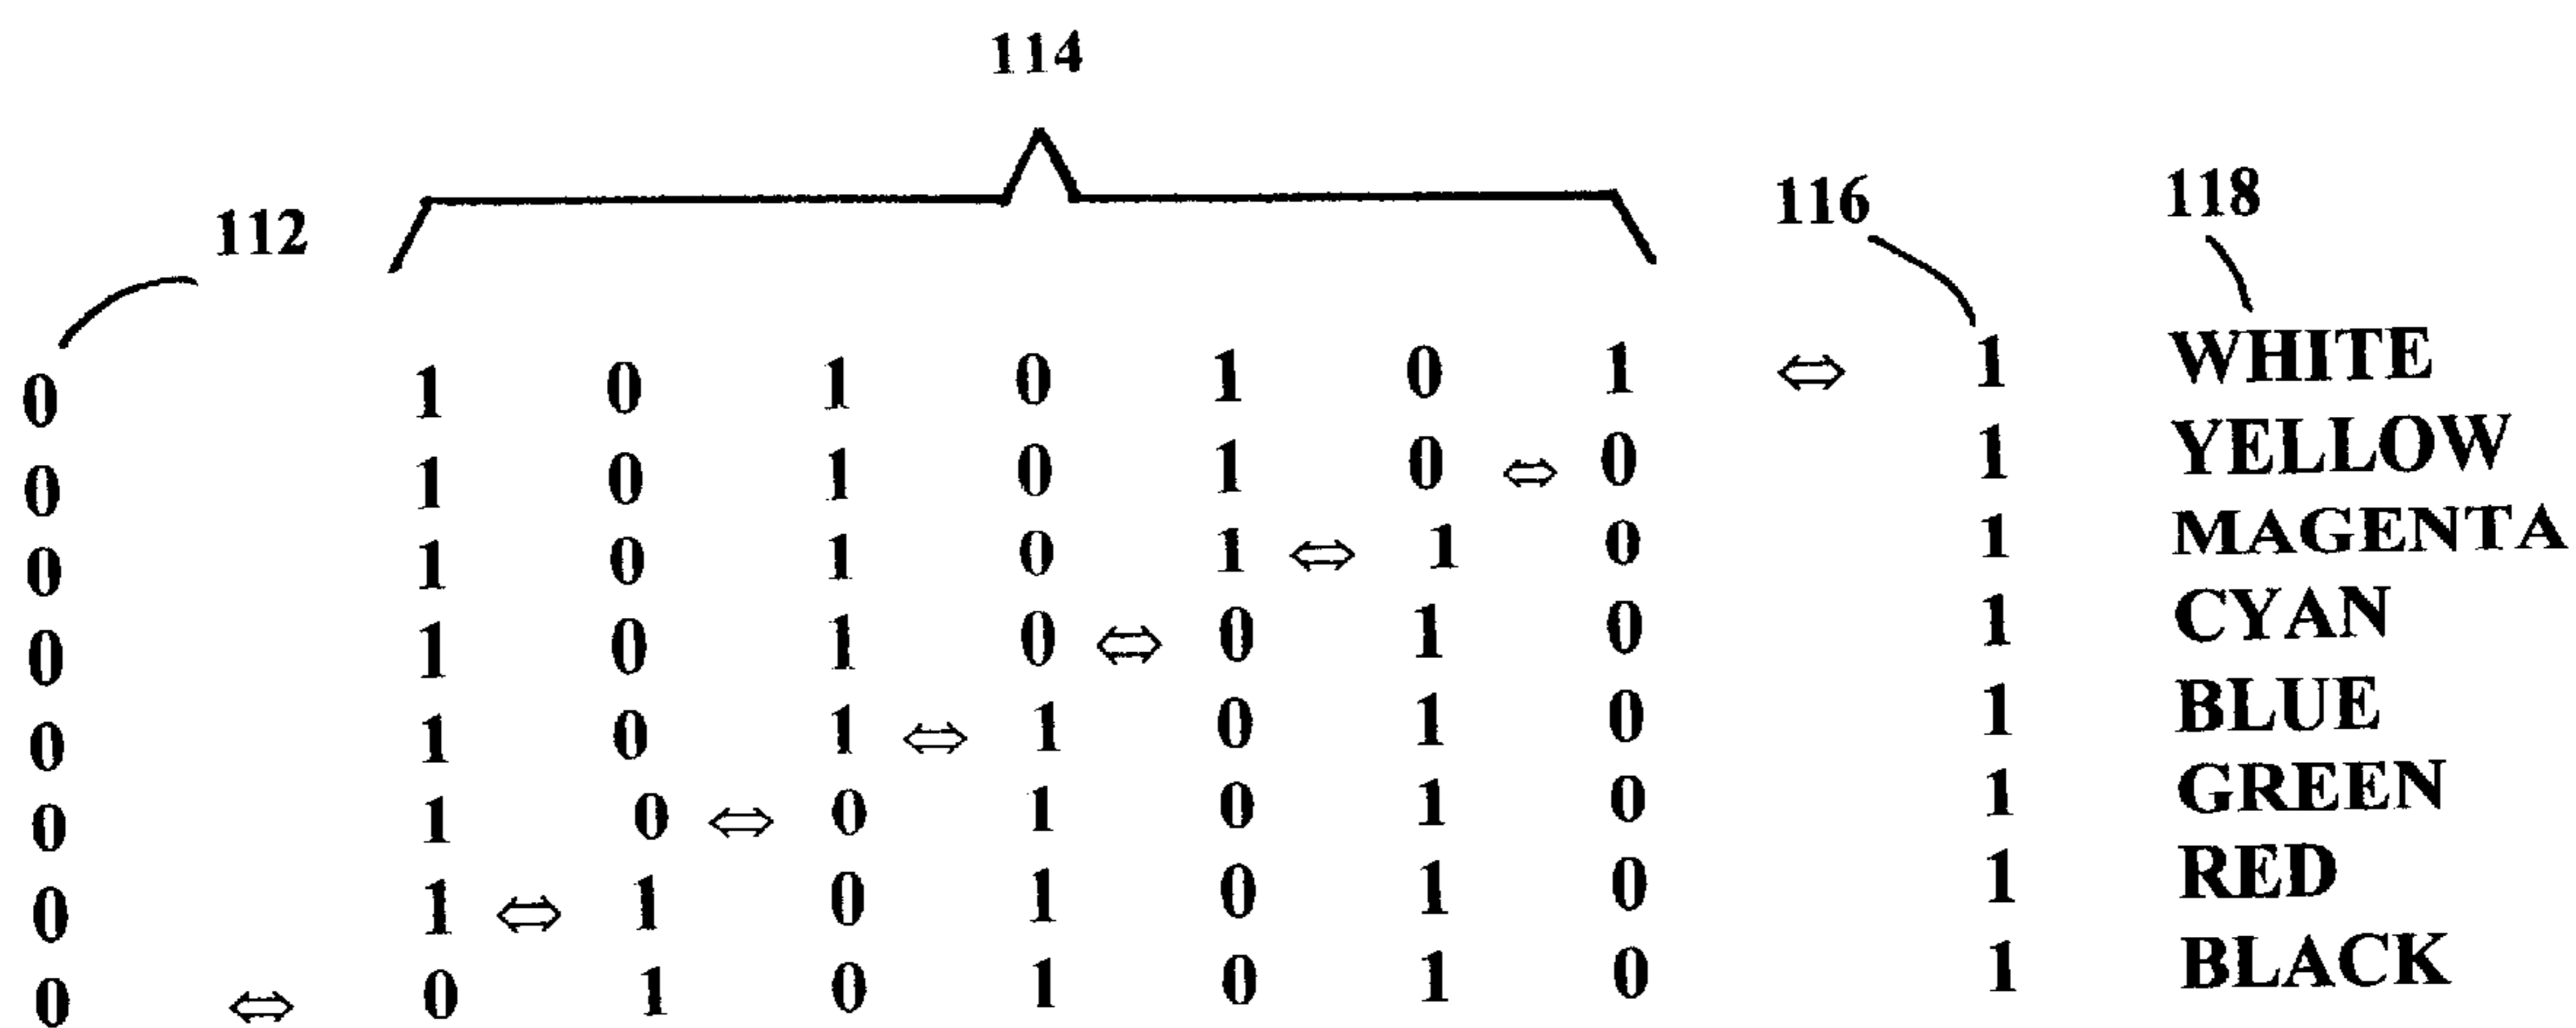 114
112 116 118
0 1 0 1 0 1 0 1 ⇔ 1 WHITE
0 1 0 1 0 1 0 ⇔ 0 1 YELLOW
0 1 0 1 0 1 ⇔ 1 0 1 MAGENTA
0 1 0 1 0 ⇔ 0 1 0 1 CYAN
0 1 0 1 ⇔ 1 0 1 0 1 BLUE
0 1 0 ⇔ 0 1 0 1 0 1 GREEN
0 1 ⇔ 1 0 1 0 1 0 1 RED
0 ⇔ 0 1 0 1 0 1 0 1 BLACK